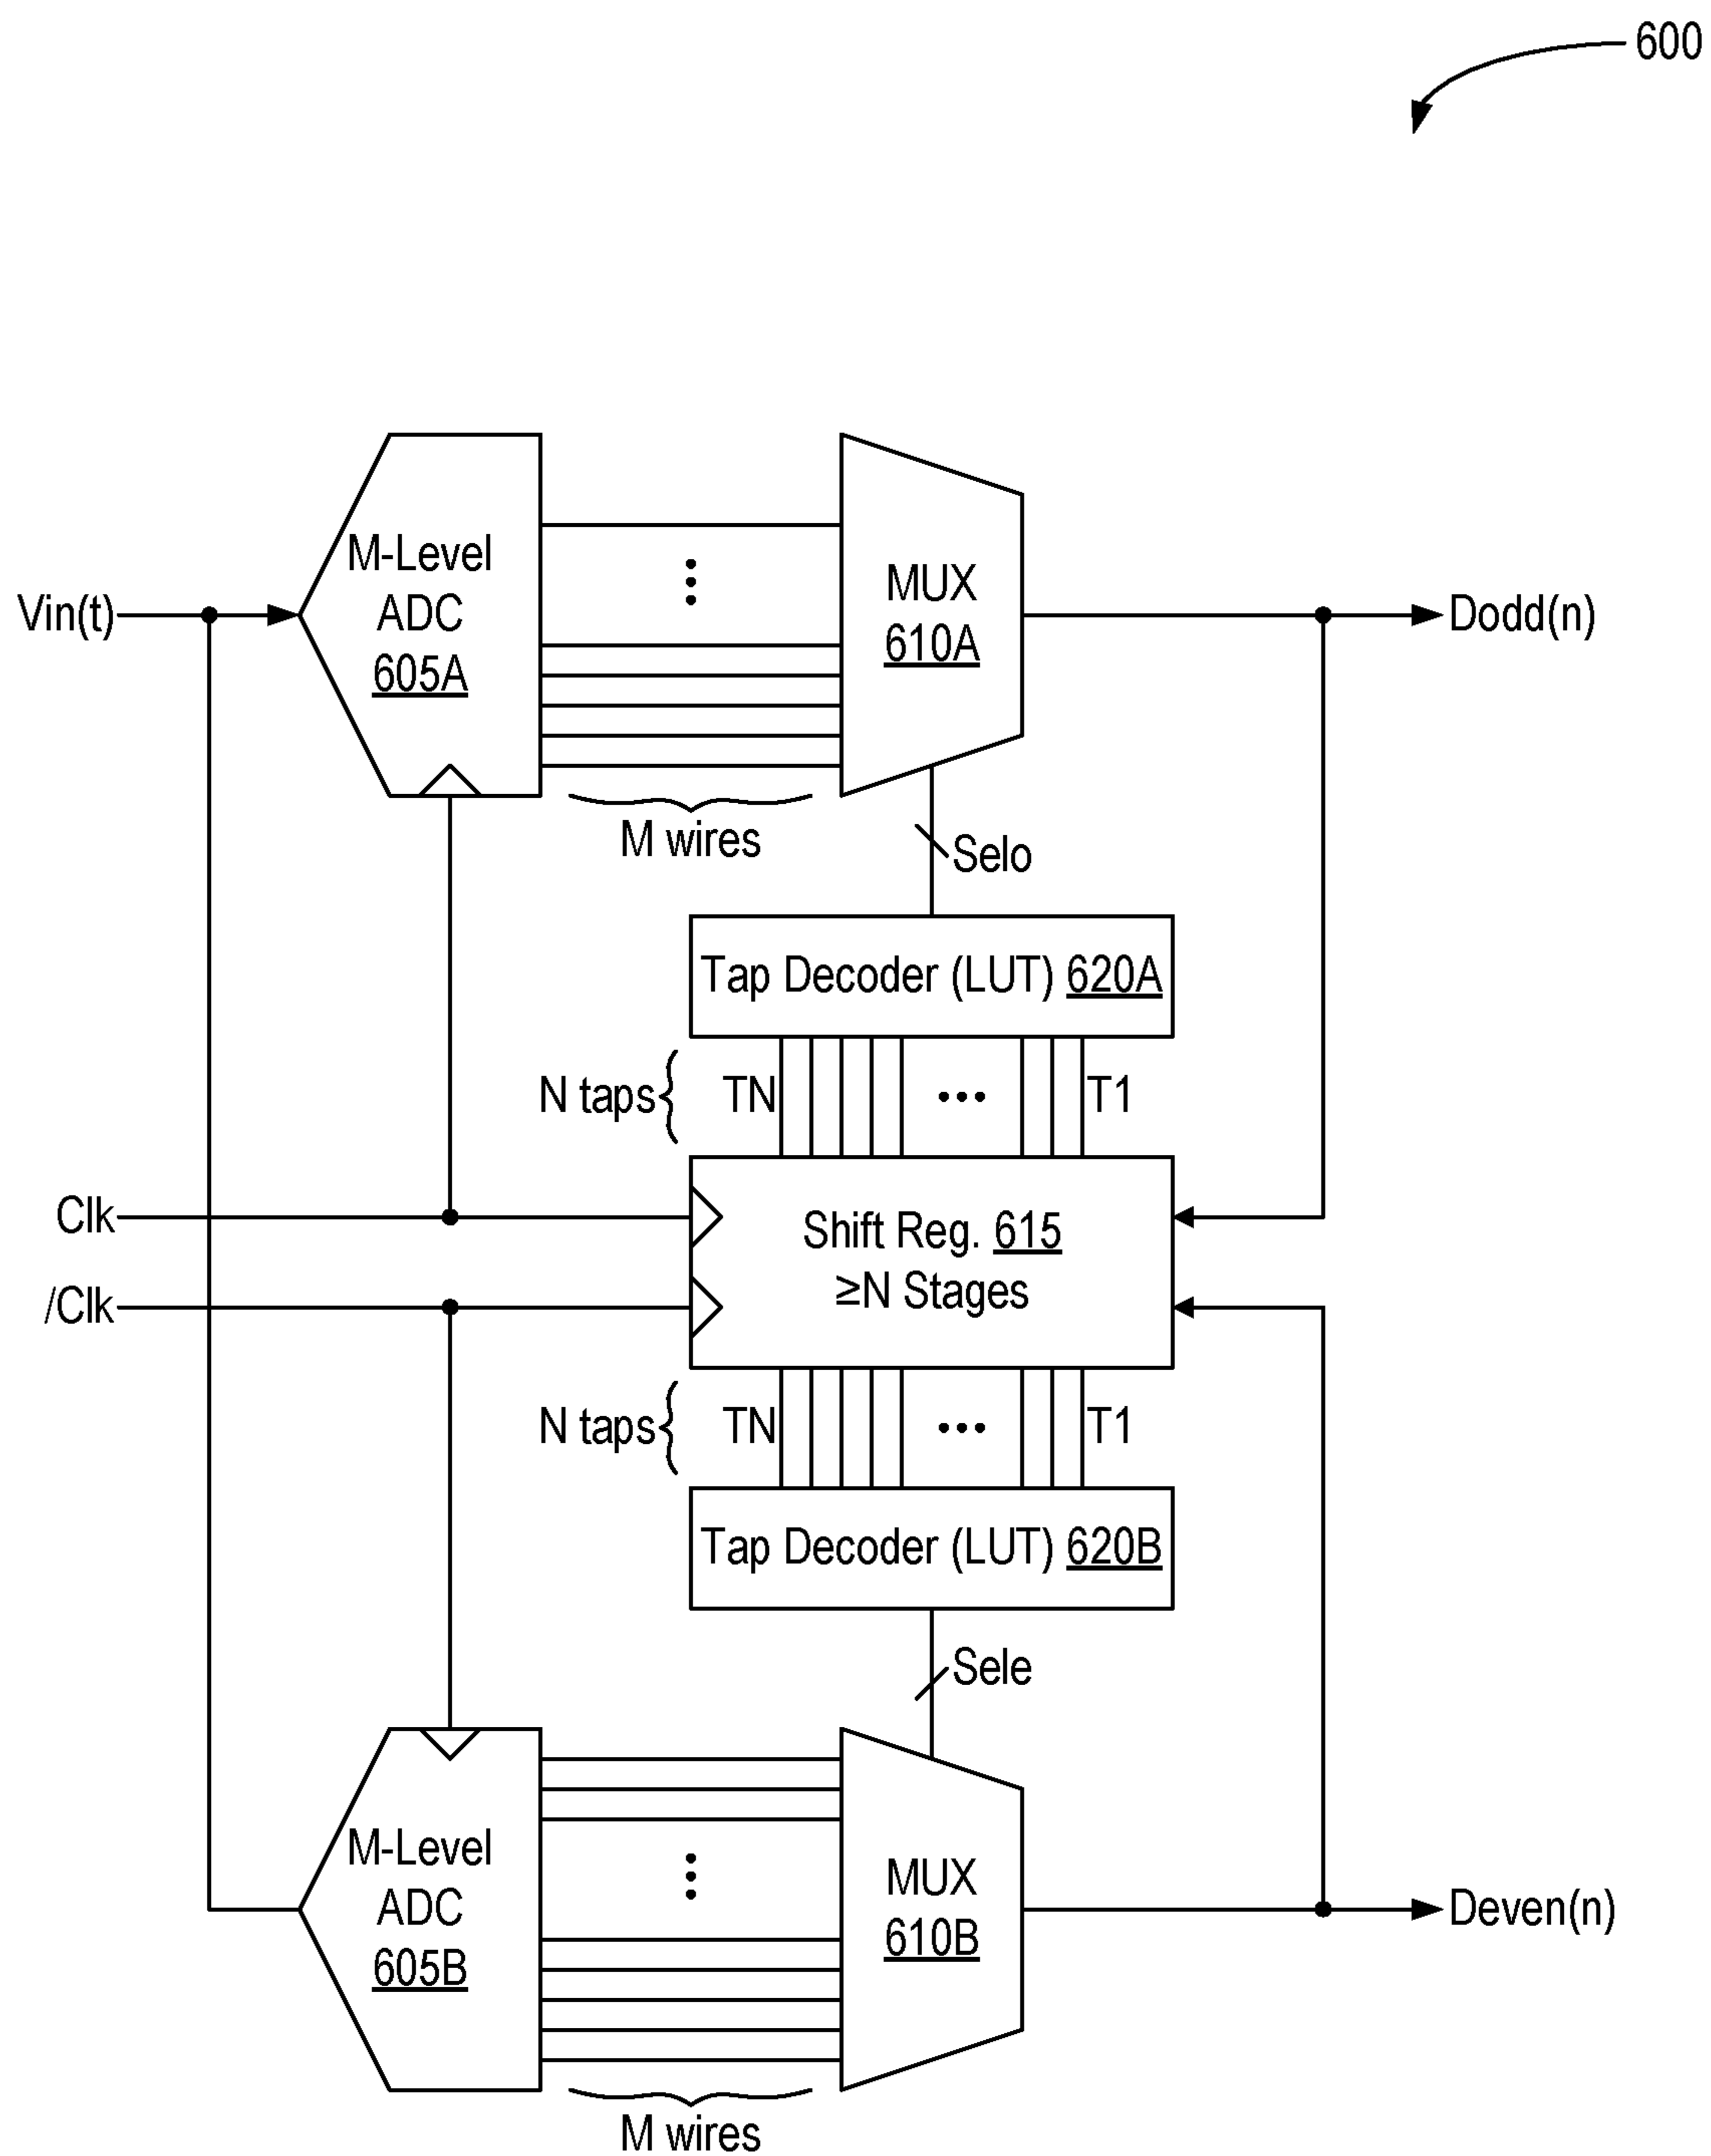 600
M-Level
ADC
605A
MUX
610A
Vin(t)
Dodd(n)
M wires
Selo
Tap Decoder (LUT) 620A
N taps { TN ••• T1
Clk
/Clk
Shift Reg. 615
≥N Stages
N taps { TN ••• T1
Tap Decoder (LUT) 620B
Sele
M-Level
ADC
605B
MUX
610B
Deven(n)
M wires